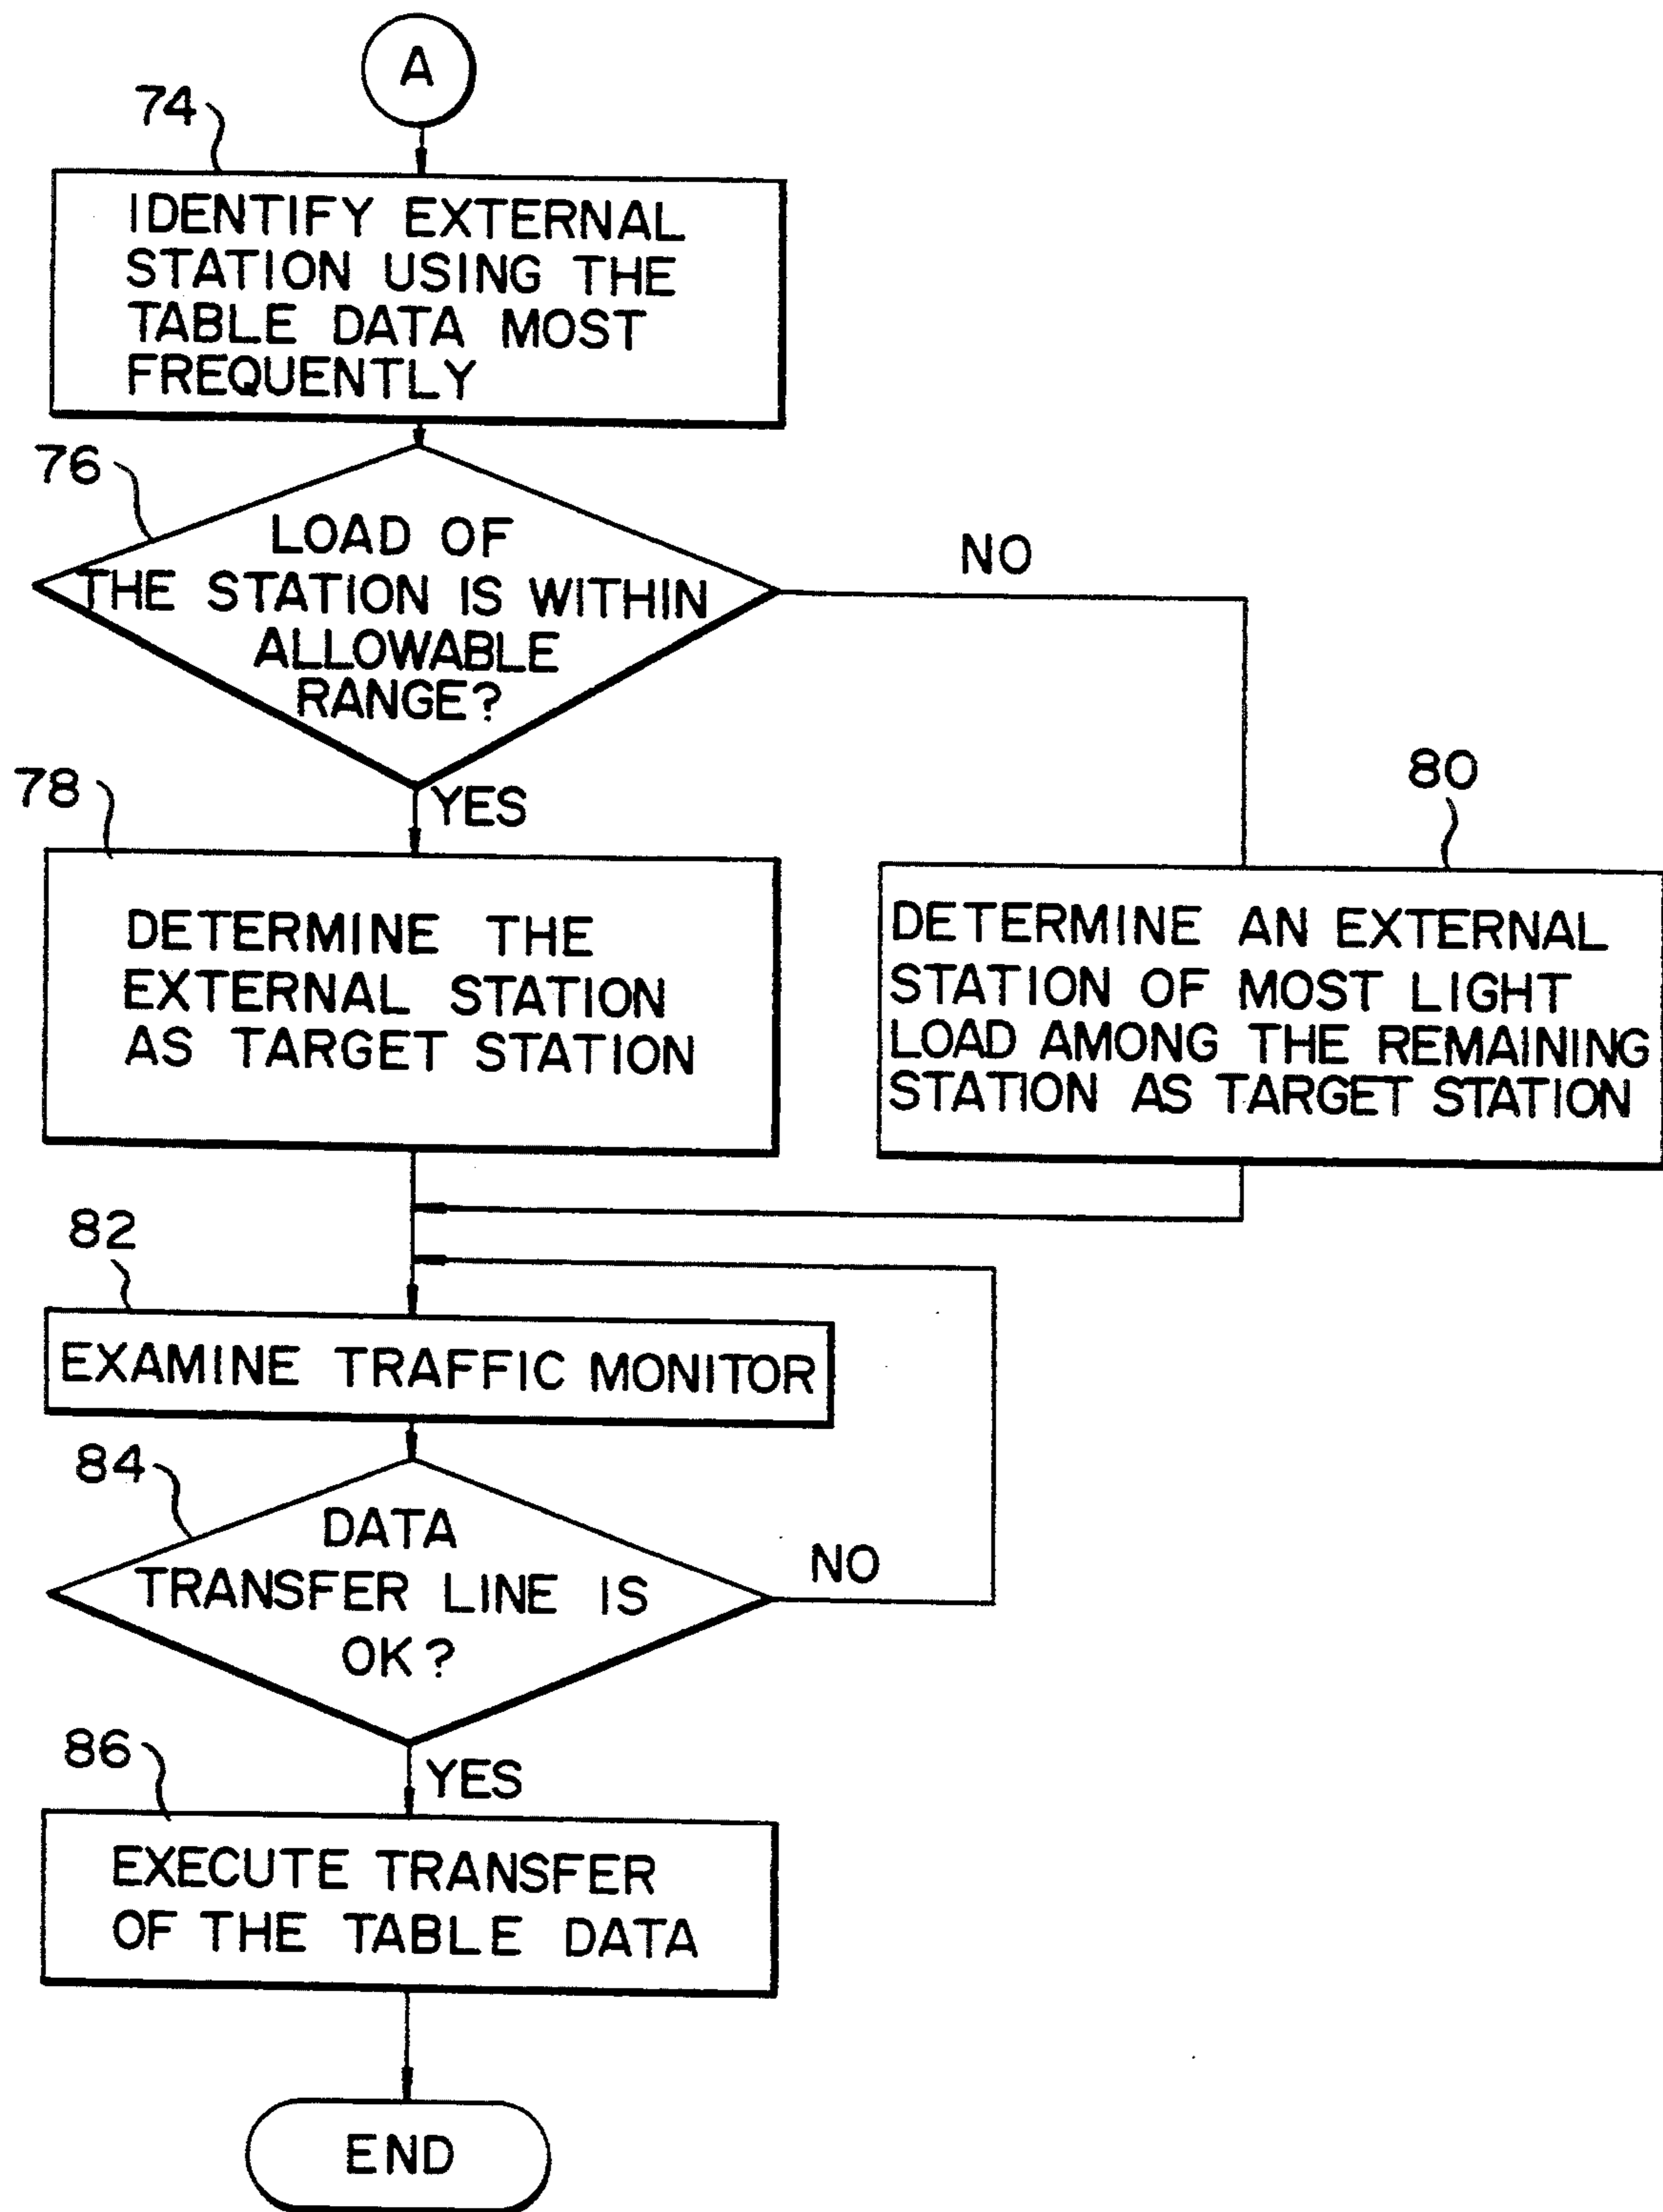 A
74
IDENTIFY EXTERNAL
STATION USING THE
TABLE DATA MOST
FREQUENTLY
76
LOAD OF
THE STATION IS WITHIN
ALLOWABLE
RANGE?
NO
YES
78
DETERMINE THE
EXTERNAL STATION
AS TARGET STATION
80
DETERMINE AN EXTERNAL
STATION OF MOST LIGHT
LOAD AMONG THE REMAINING
STATION AS TARGET STATION
82
EXAMINE TRAFFIC MONITOR
84
DATA
TRANSFER LINE IS
OK?
NO
YES
86
EXECUTE TRANSFER
OF THE TABLE DATA
END